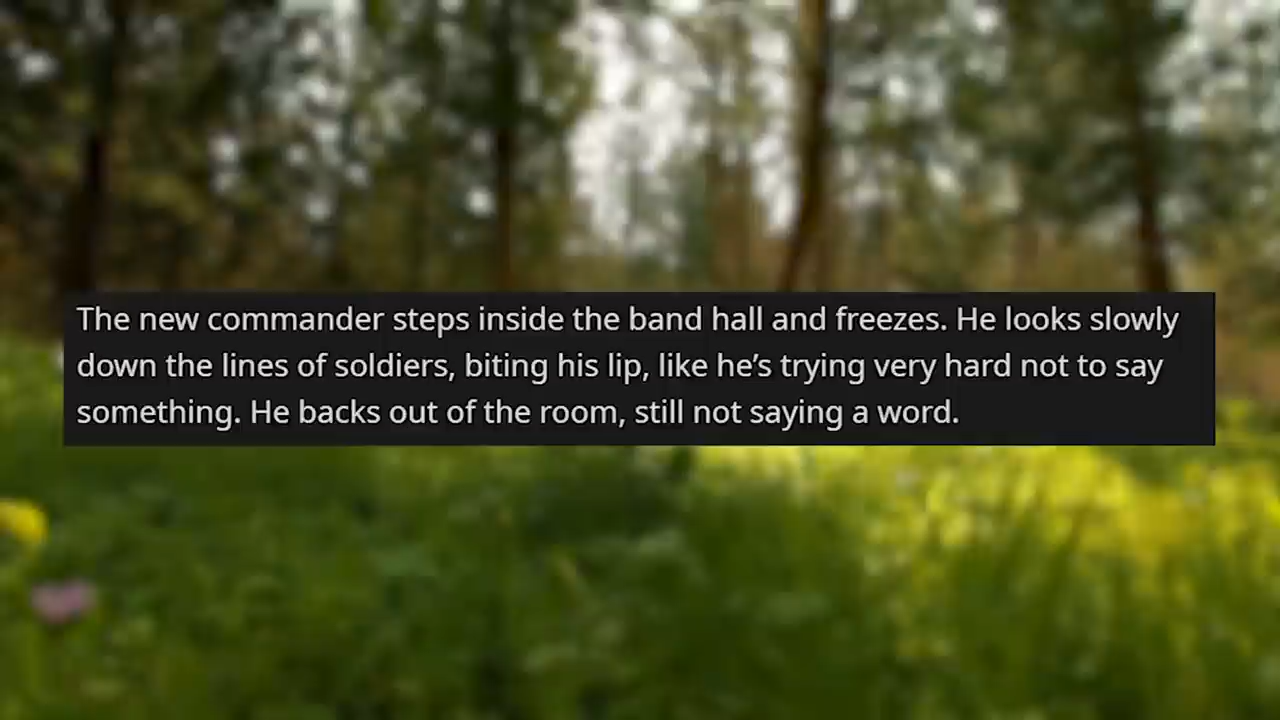 The new commander steps inside the band hall and freezes. He looks slowly
down the lines of soldiers, biting his lip, like he’s trying very hard not to say
something. He backs out of the room, still not saying a word.